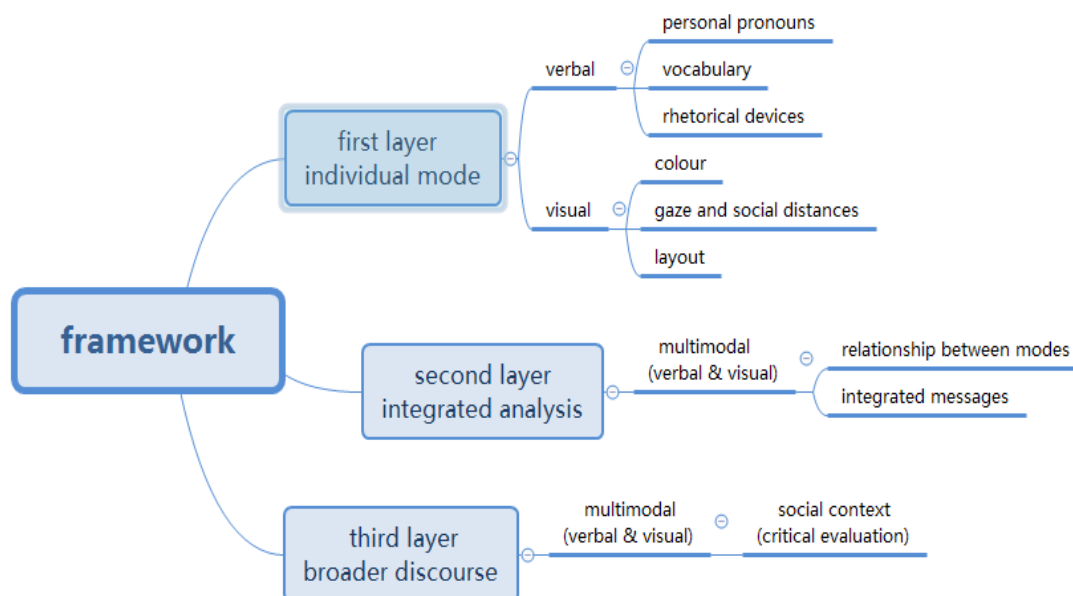 framework
first layer
individual mode
verbal
personal pronouns
vocabulary
rhetorical devices
visual
colour
gaze and social distances
layout
second layer
integrated analysis
multimodal
(verbal & visual)
relationship between modes
integrated messages
third layer
broader discourse
multimodal
(verbal & visual)
social context
(critical evaluation)